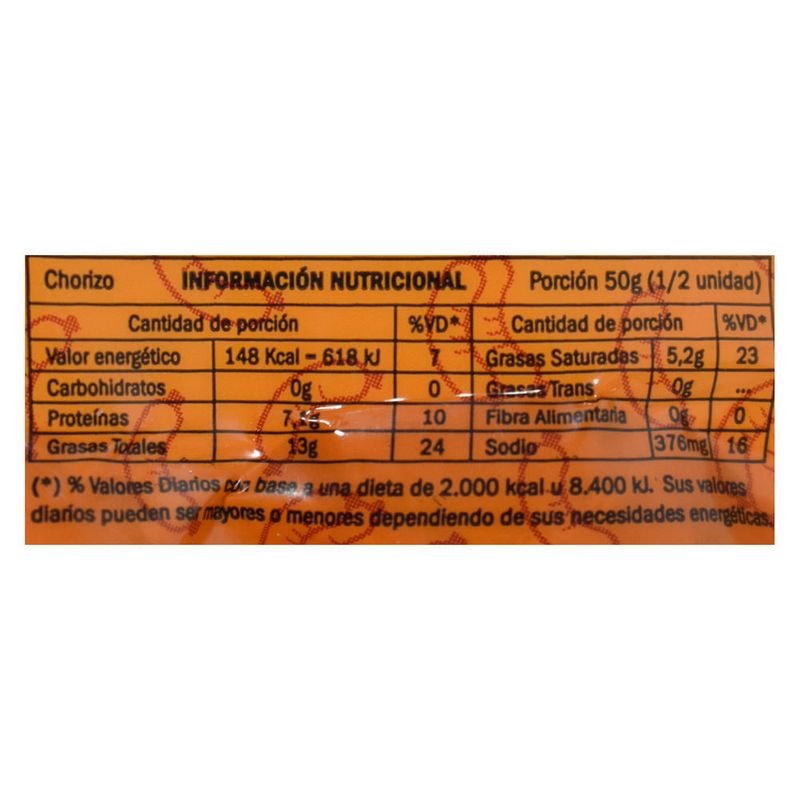 Chorizo INFORMACIÓN NUTRICIONAL Porción 50g (1/2 unidad)
Cantidad de porción %VD* Cantidad de porción %VD*
Valor energético 148 Kcal = 618 kJ 7 Grasas Saturadas 5,2g 23
Carbohidratos 0g 0 Grasas Trans 0g ...
Proteínas 7,1g 10 Fibra Alimentaria 0g 0
Grasas Totales 13g 24 Sodio 376mg 16
(*) % Valores Diarios con base a una dieta de 2.000 kcal u 8.400 kJ. Sus valores
diarios pueden ser mayores o menores dependiendo de sus necesidades energéticas.